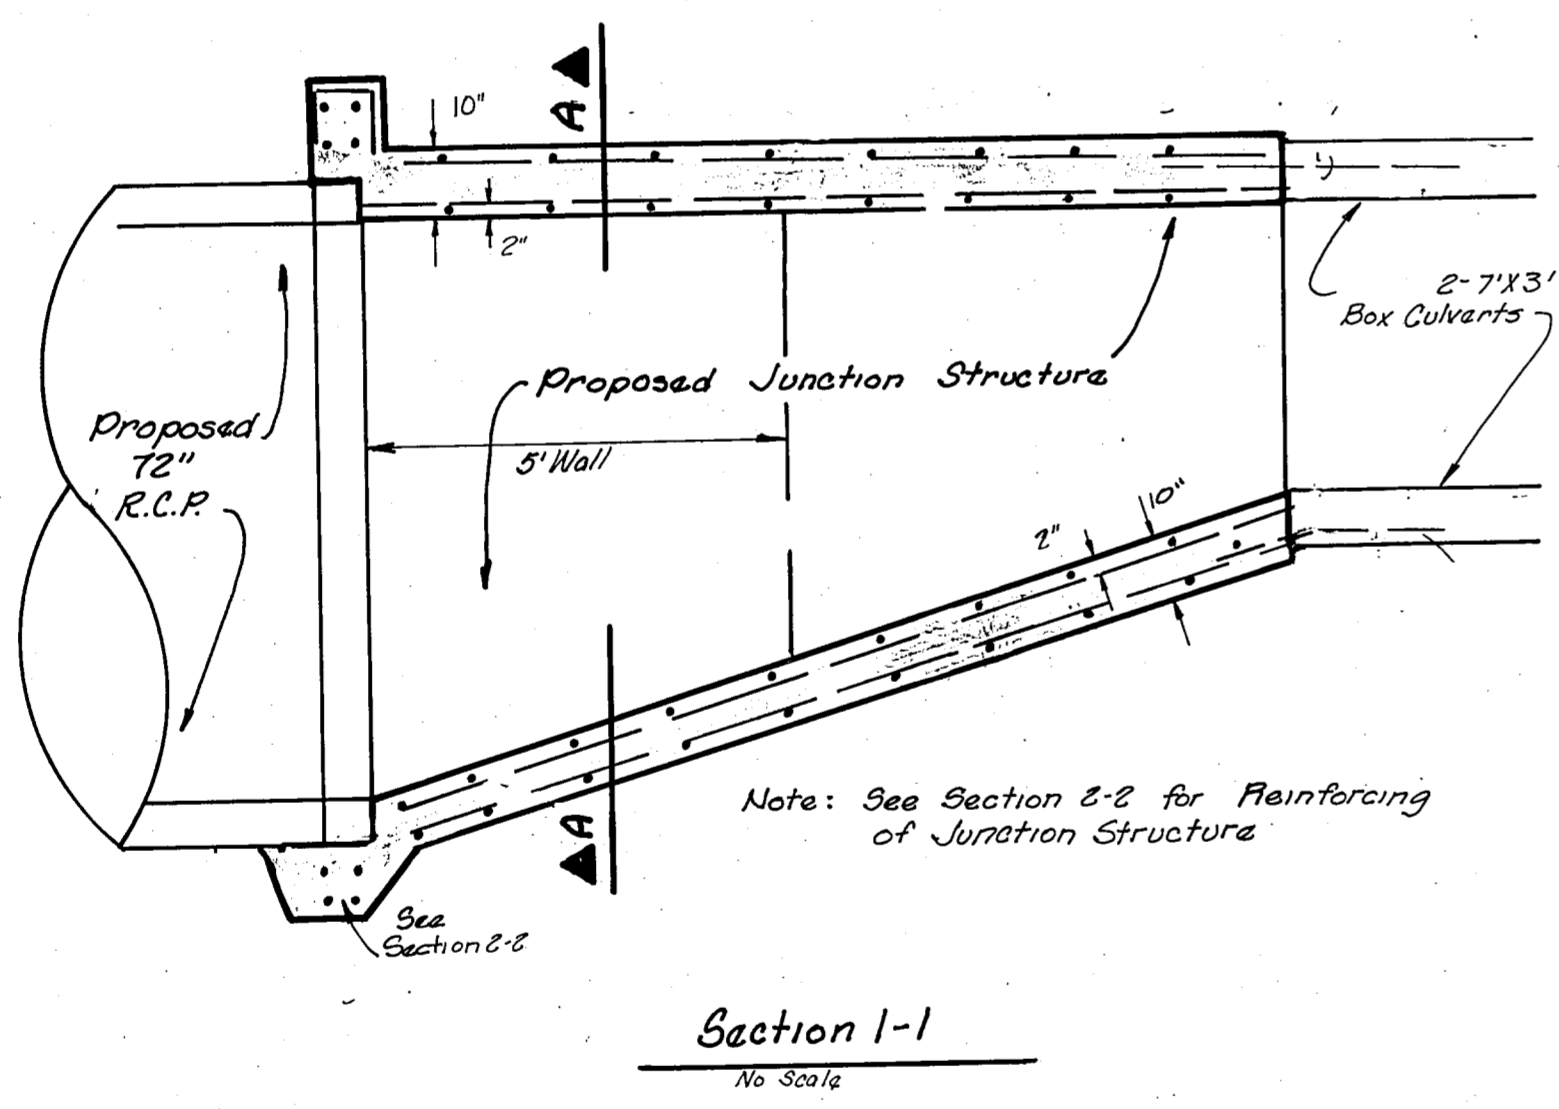 A
10"
2"
2-7'X3'
Box Culverts
Proposed Junction Structure
Proposed
72"
R.C.P.
5' Wall
2"
10"
Note: See Section 2-2 for Reinforcing
of Junction Structure
A
See
Section 2-2
Section 1-1
No Scale